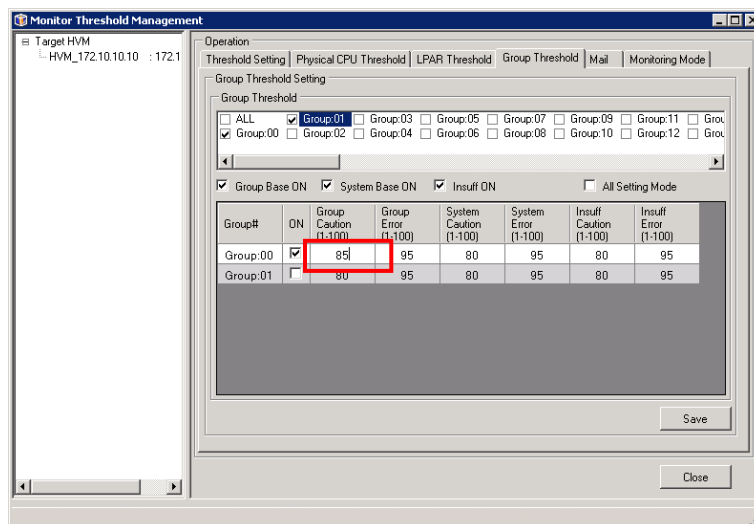 Monitor Threshold Management
Target HVM
HVM_172.10.10.10 : 172.1
Operation
Threshold Setting Physical CPU Threshold LPAR Threshold Group Threshold Mail Monitoring Mode
Group Threshold Setting
Group Threshold
ALL Group:01 Group:03 Group:05 Group:07 Group:09 Group:11 Grou
Group:00 Group:02 Group:04 Group:06 Group:08 Group:10 Group:12 Grou
Group Base ON System Base ON Insuff ON All Setting Mode
Group# ON Group Caution (1-100) Group Error (1-100) System Caution (1-100) System Error (1-100) Insuff Caution (1-100) Insuff Error (1-100)
Group:00 85 95 80 95 80 95
Group:01 80 95 80 95 80 95
Save
Close